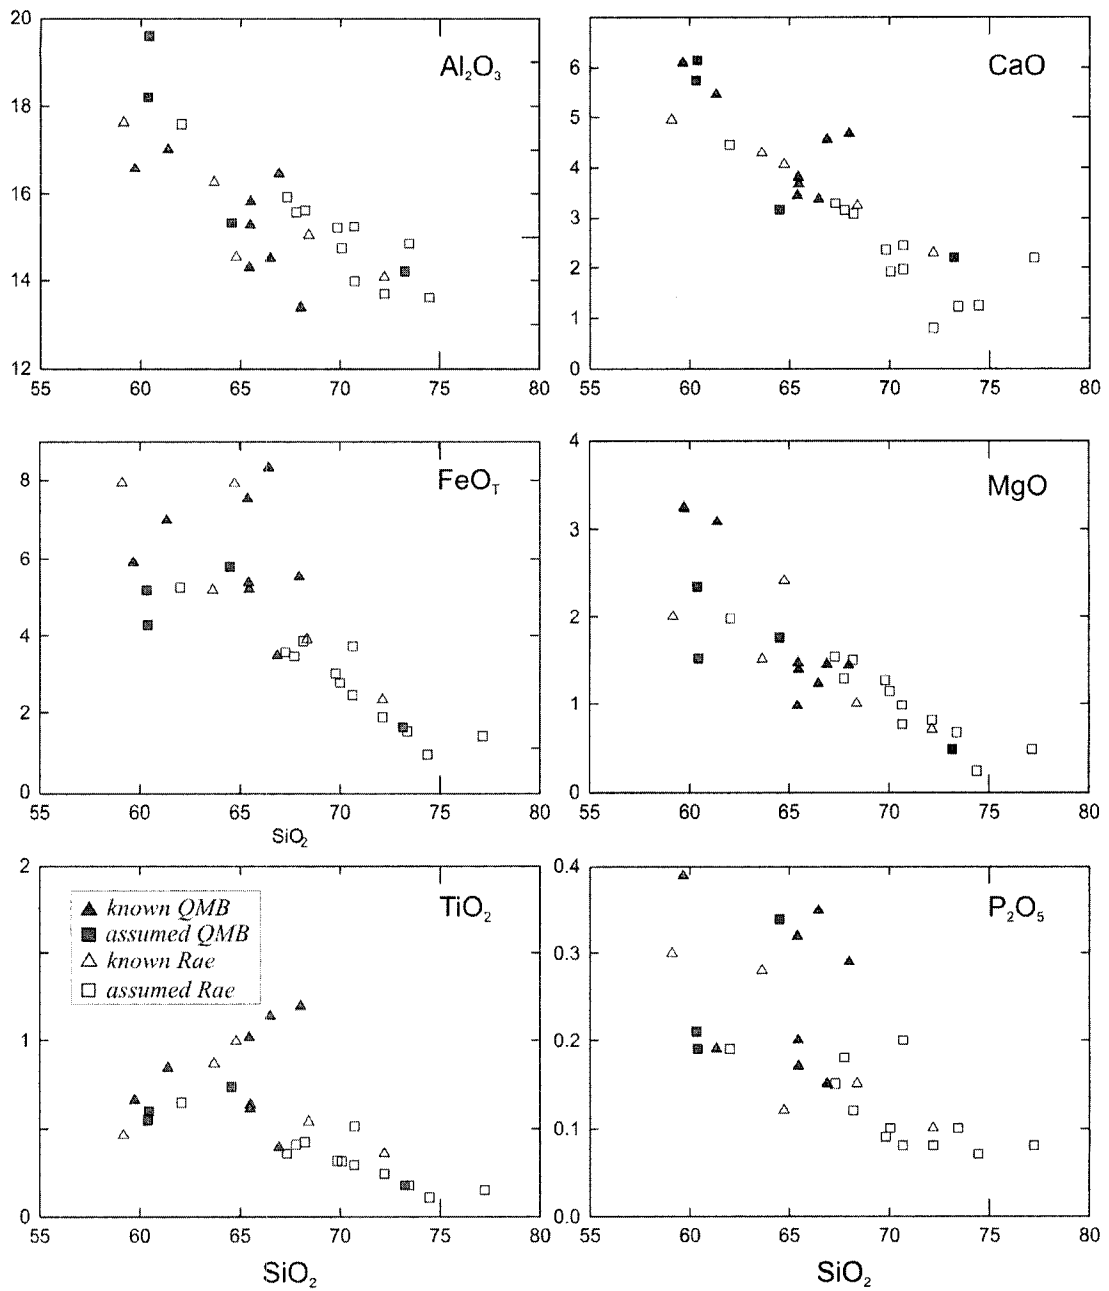 20
18
16
14
12
55 60 65 70 75 80
Al₂O₃
6
5
4
3
2
1
0
55 60 65 70 75 80
CaO
8
6
4
2
0
55 60 65 70 75 80
FeO_T
SiO₂
4
3
2
1
0
55 60 65 70 75 80
MgO
2
1
0
55 60 65 70 75 80
TiO₂
known QMB
assumed QMB
known Rae
assumed Rae
SiO₂
0.4
0.3
0.2
0.1
0.0
55 60 65 70 75 80
P₂O₅
SiO₂